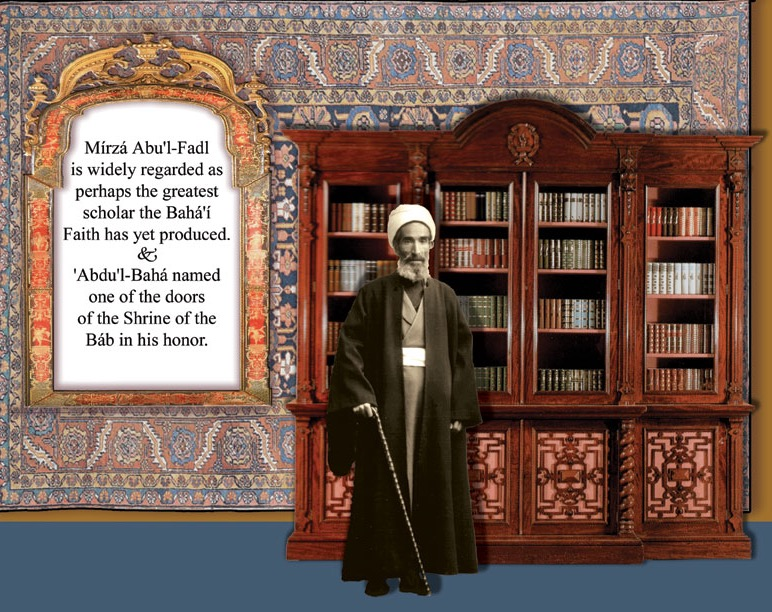 Mírzá Abu'l-Fadl
is widely regarded as
perhaps the greatest
scholar the Bahá'í
Faith has yet produced.
&
'Abdu'l-Bahá named
one of the doors
of the Shrine of the
Báb in his honor.